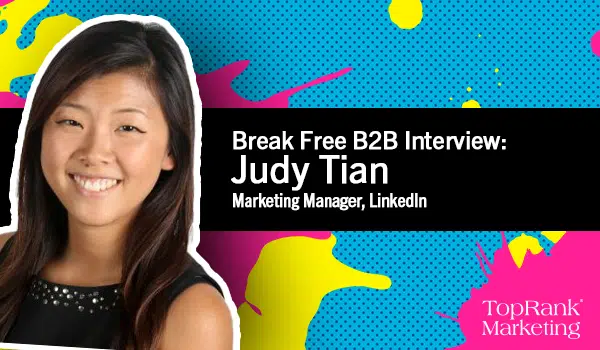 Break Free B2B Interview:
Judy Tian
Marketing Manager, LinkedIn
TopRank®
Marketing